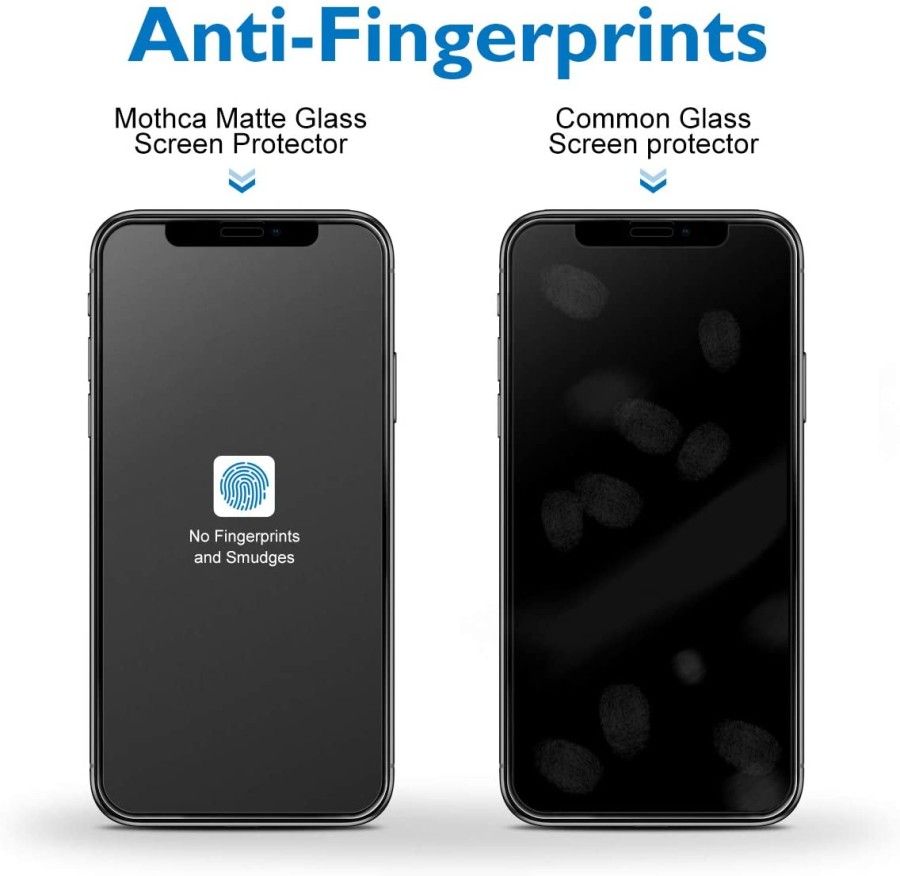 Anti-Fingerprints
Mothca Matte Glass
Screen Protector
Common Glass
Screen protector
No Fingerprints
and Smudges